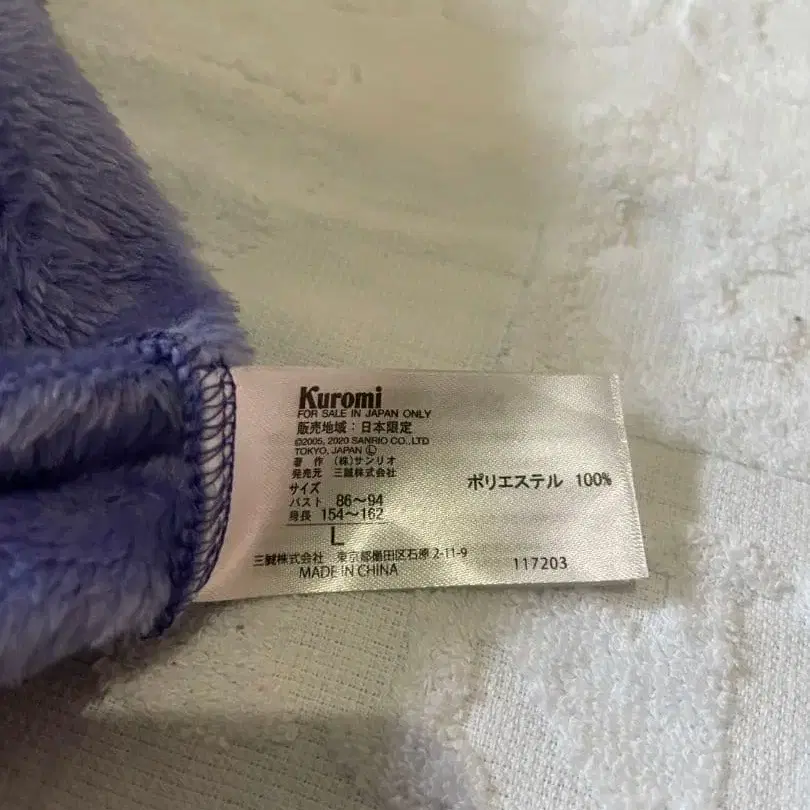 Kuromi
FOR SALE IN JAPAN ONLY
販売地域：日本限定
©2005, 2020 SANRIO CO., LTD
TOKYO, JAPAN Ⓛ
著　作　(株)サンリオ
発売元　三誠株式会社
サイズ
バスト　86〜94
身長　154〜162
L
ポリエステル 100%
三誠株式会社　東京都墨田区石原 2-11-9
MADE IN CHINA
117203